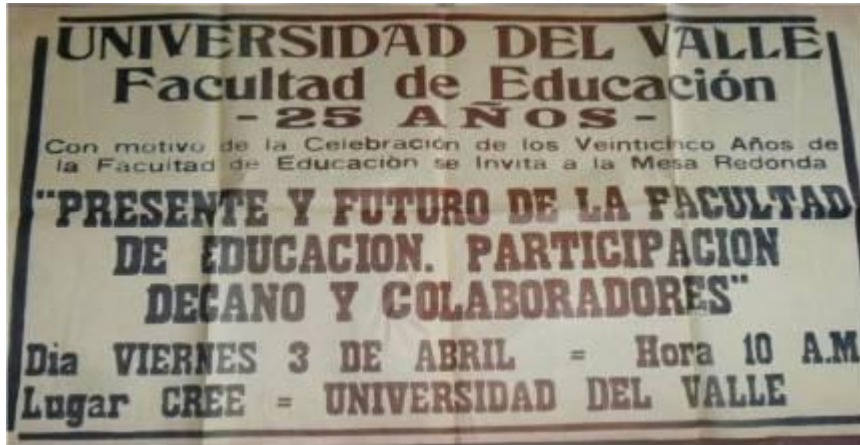 UNIVERSIDAD DEL VALLE
Facultad de Educación
- 25 AÑOS -
Con motivo de la Celebración de los Veinticinco Años de
la Facultad de Educación se Invita a la Mesa Redonda
"PRESENTE Y FUTURO DE LA FACULTAD
DE EDUCACION. PARTICIPACION
DECANO Y COLABORADORES"
Dia VIERNES 3 DE ABRIL = Hora 10 A.M
Lugar CREE = UNIVERSIDAD DEL VALLE